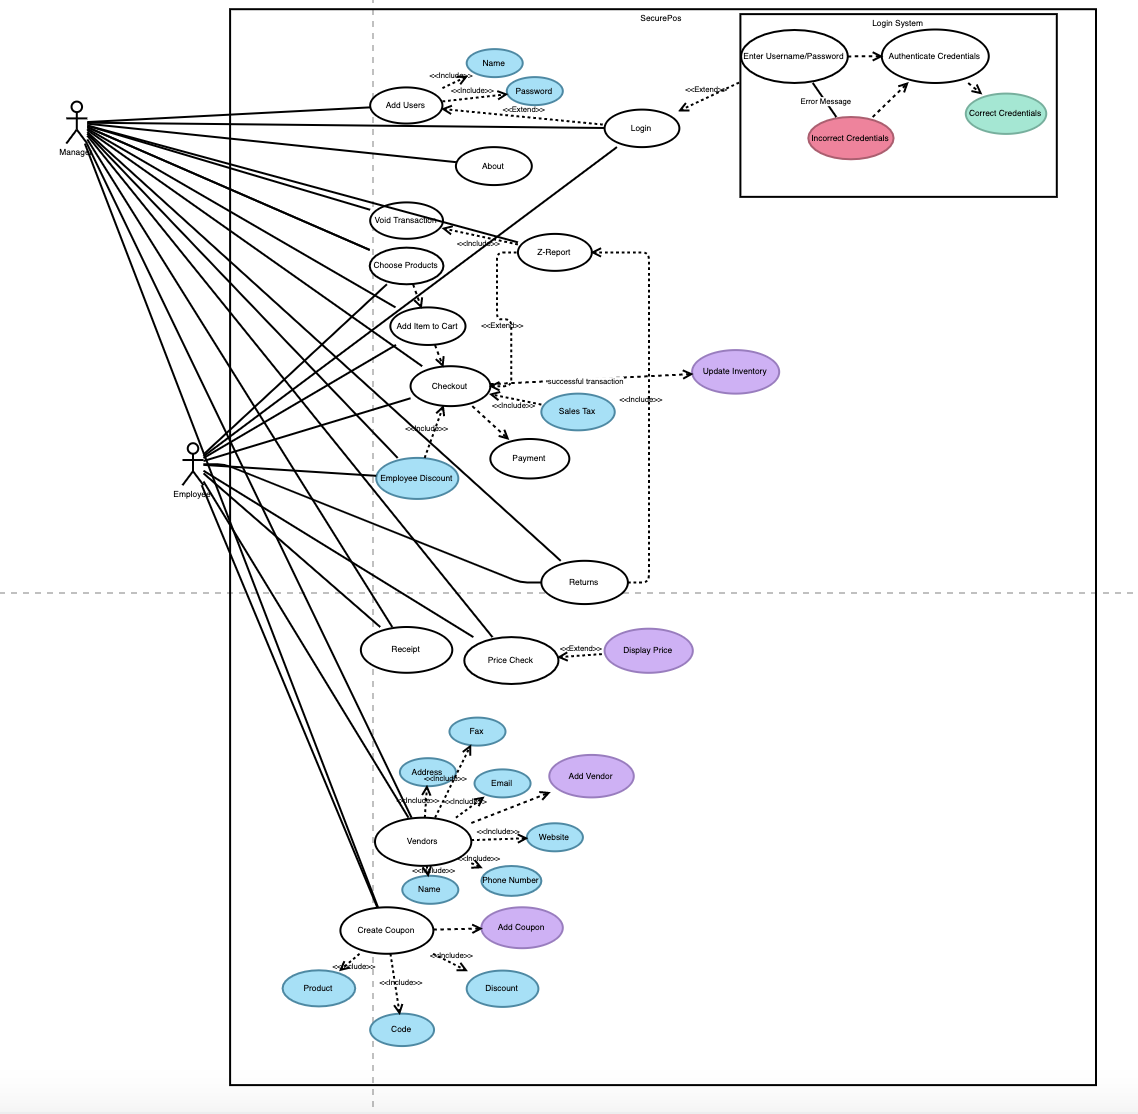 SecurePos
Login System
Enter Username/Password
Authenticate Credentials
Error Message
Incorrect Credentials
Correct Credentials
<<Extend>>
Name
<<Include>>
Password
<<Include>>
Add Users
<<Extend>>
Login
Manager
About
Void Transaction
<<Include>>
Z-Report
Choose Products
Add Item to Cart
<<Extend>>
Checkout
successful transaction
Update Inventory
<<Include>>
<<Include>>
Sales Tax
<<Include>>
Payment
Employee Discount
Employee
Returns
Receipt
Price Check
<<Extend>>
Display Price
Fax
Address
<<Include>>
Email
Add Vendor
<<Include>>
<<Include>>
Vendors
<<Include>>
Website
<<Include>>
<<Include>>
Phone Number
Name
Create Coupon
Add Coupon
<<Include>>
<<Include>>
<<Include>>
Product
Discount
Code